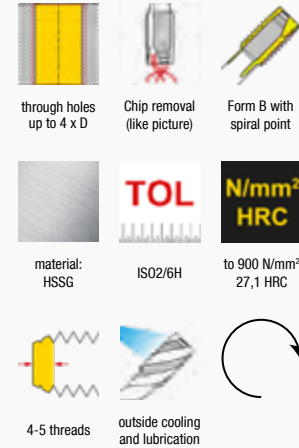 through holes
up to 4 x D
Chip removal
(like picture)
Form B with
spiral point
TOL
N/mm²
HRC
material:
HSSG
ISO2/6H
to 900 N/mm²
27,1 HRC
4-5 threads
outside cooling
and lubrication